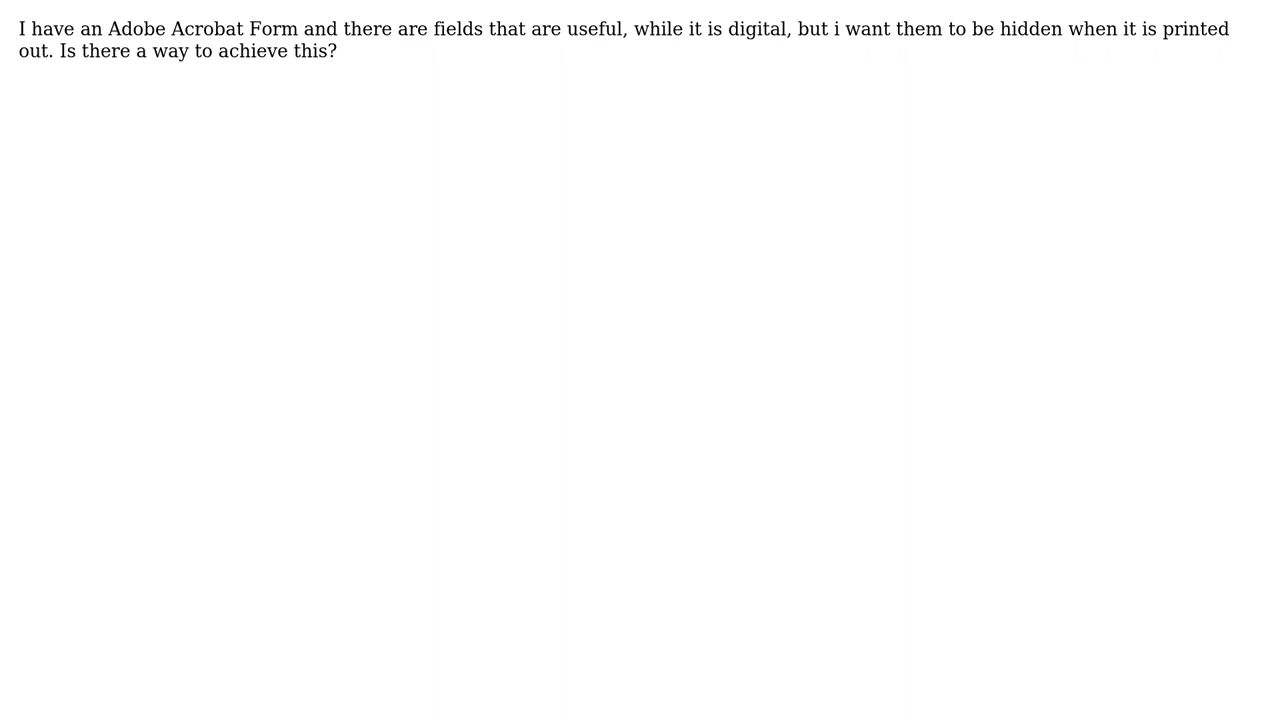 I have an Adobe Acrobat Form and there are fields that are useful, while it is digital, but i want them to be hidden when it is printed
out. Is there a way to achieve this?